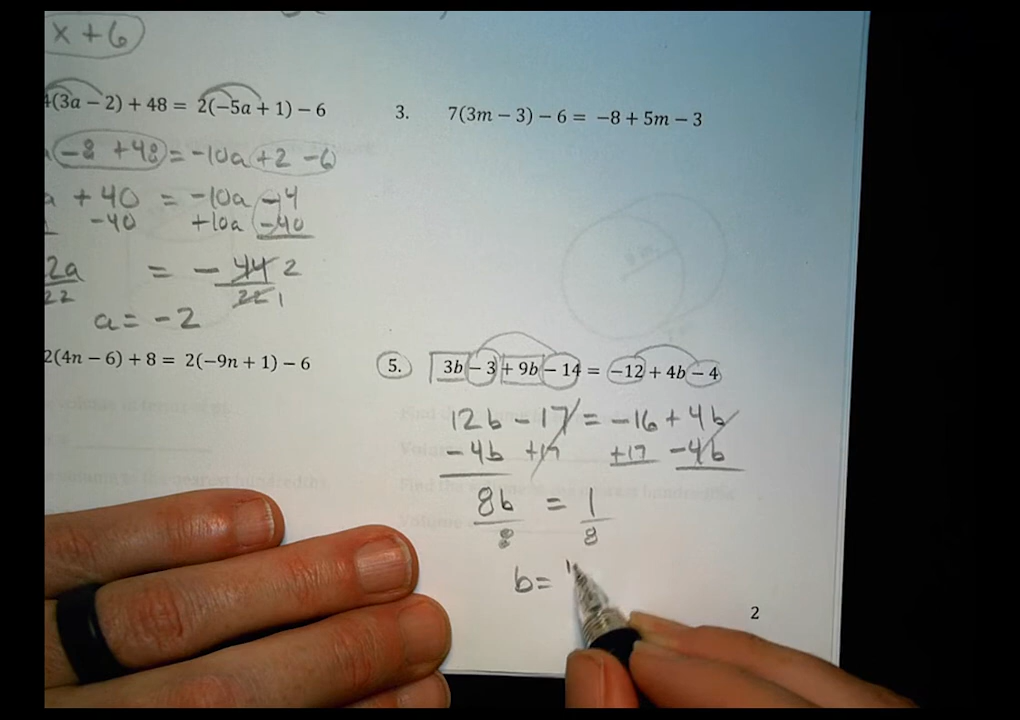 x + 6
4(3a − 2) + 48 = 2(−5a + 1) − 6
−8 + 48 = −10a + 2 − 6
a + 40 = −10a − 4
−40 +10a −40
2a = − 44 2
22 22 1
a = −2
2(4n − 6) + 8 = 2(−9n + 1) − 6
3. 7(3m − 3) − 6 = −8 + 5m − 3
5. 3b − 3 + 9b − 14 = −12 + 4b − 4
12b − 17 = −16 + 4b
− 4b +17 +17 −4b
8b = 1
8 8
b =
2